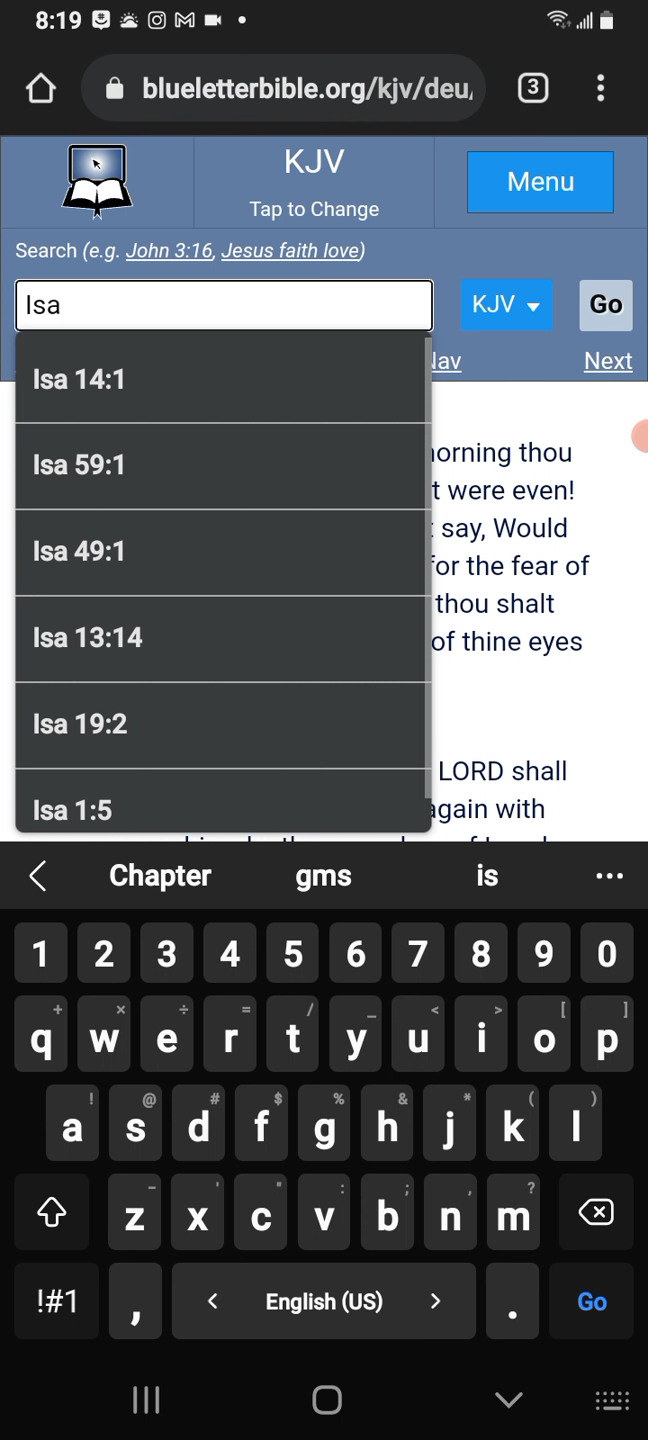 8:19
blueletterbible.org/kjv/deu
3
KJV
Tap to Change
Menu
Search (e.g. John 3:16, Jesus faith love)
Isa
KJV
Go
Nav
Next
Isa 14:1
Isa 59:1
Isa 49:1
Isa 13:14
Isa 19:2
Isa 1:5
morning thou
t were even!
say, Would
for the fear of
thou shalt
of thine eyes
LORD shall
again with
Chapter gms is ...
1 2 3 4 5 6 7 8 9 0
+ × ÷ = / _ < > [ ]
q w e r t y u i o p
! @ # $ % & * ( )
a s d f g h j k l
- ' " : ; , ?
z x c v b n m
!#1 , < English (US) > . Go